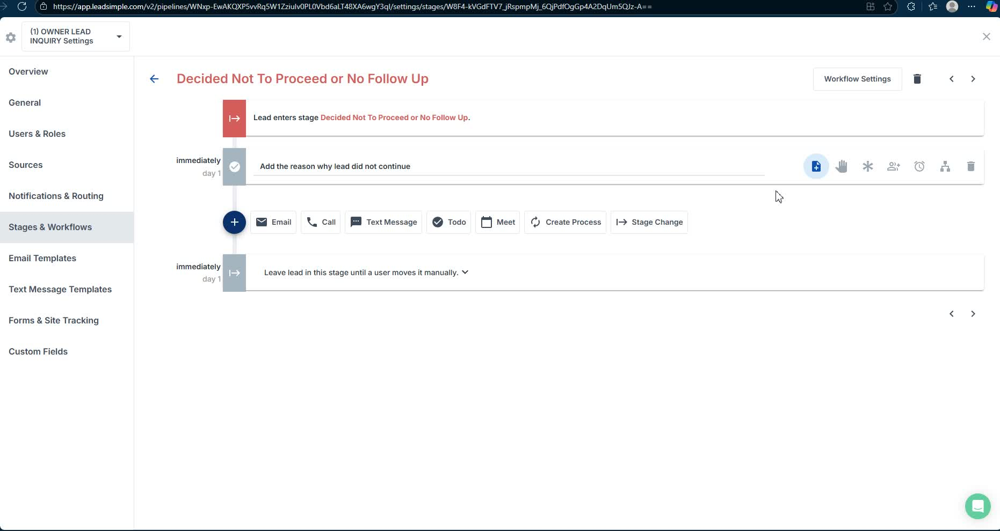 https://app.leadsimple.com/v2/pipelines/WNxp-EwAKQXP5vvRq5W1Zziulv0PL0Vbd6aLT48XA6wgY3qI/settings/stages/W8F4-kVGdFTV7_jRspmpMj_6QjPdfOgGp4A2DqUm5QJz-A==
(1) OWNER LEAD
INQUIRY Settings
Overview
General
Users & Roles
Sources
Notifications & Routing
Stages & Workflows
Email Templates
Text Message Templates
Forms & Site Tracking
Custom Fields
Decided Not To Proceed or No Follow Up
Workflow Settings
Lead enters stage Decided Not To Proceed or No Follow Up.
immediately
day 1
Add the reason why lead did not continue
Email Call Text Message Todo Meet Create Process Stage Change
immediately
day 1
Leave lead in this stage until a user moves it manually.